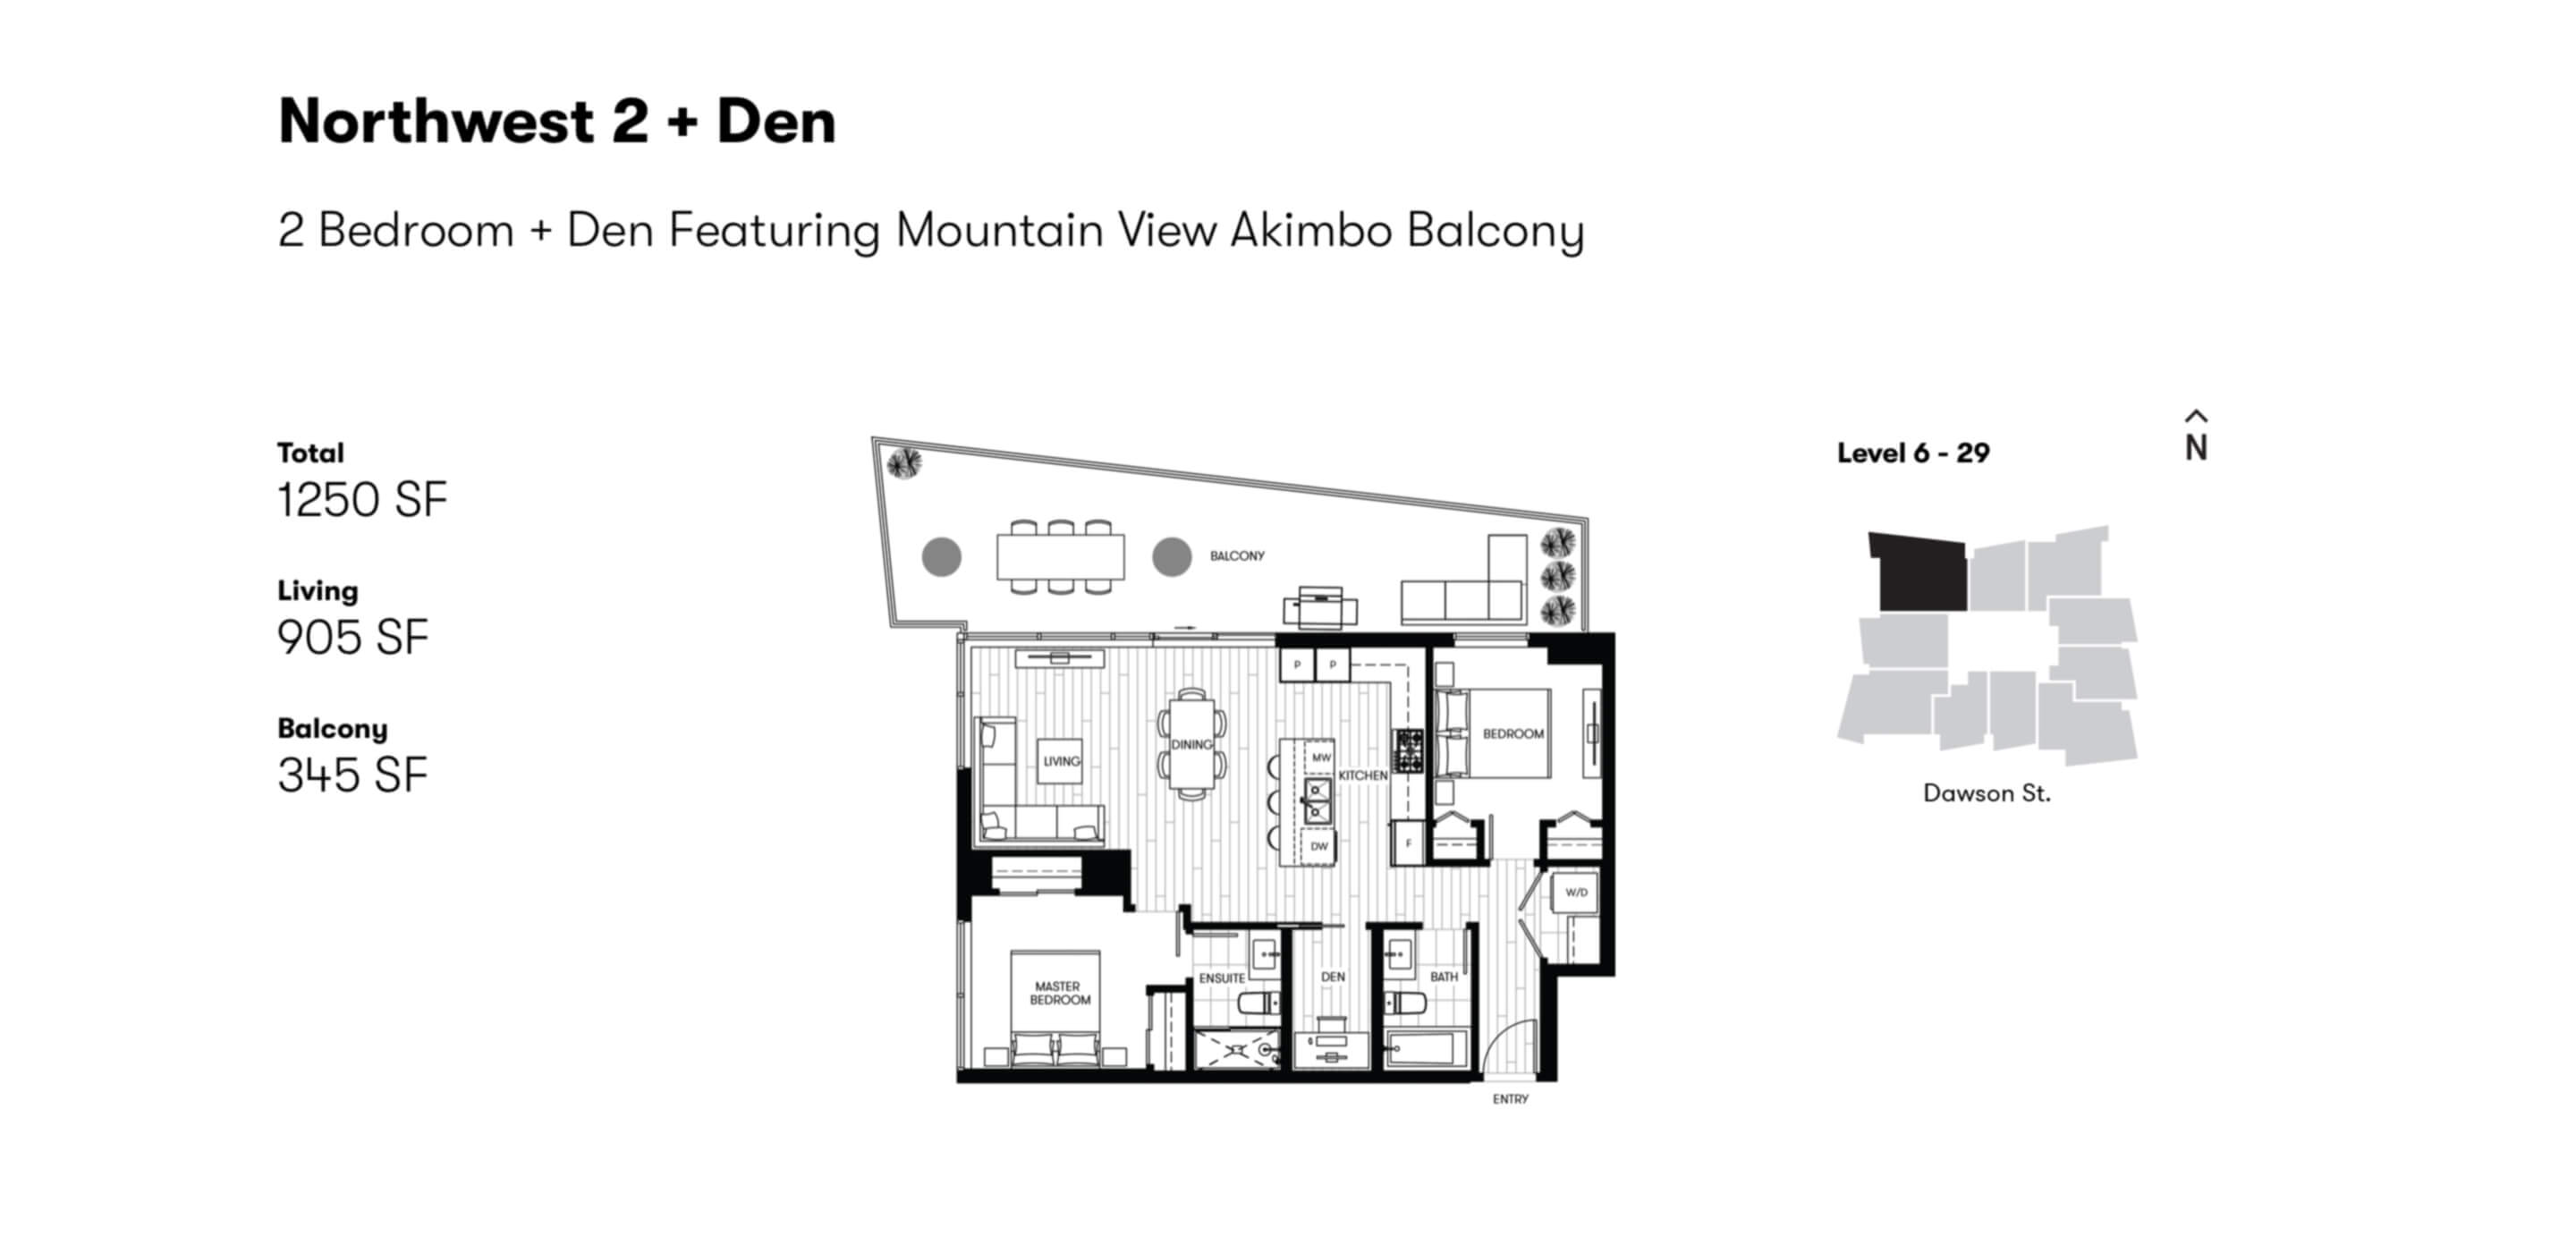 Northwest 2 + Den
2 Bedroom + Den Featuring Mountain View Akimbo Balcony
Total
1250 SF
Living
905 SF
Balcony
345 SF
BALCONY
P P
LIVING
DINING
MW
KITCHEN
DW
F
BEDROOM
W/D
MASTER
BEDROOM
ENSUITE
DEN
BATH
ENTRY
Level 6 - 29
N
Dawson St.